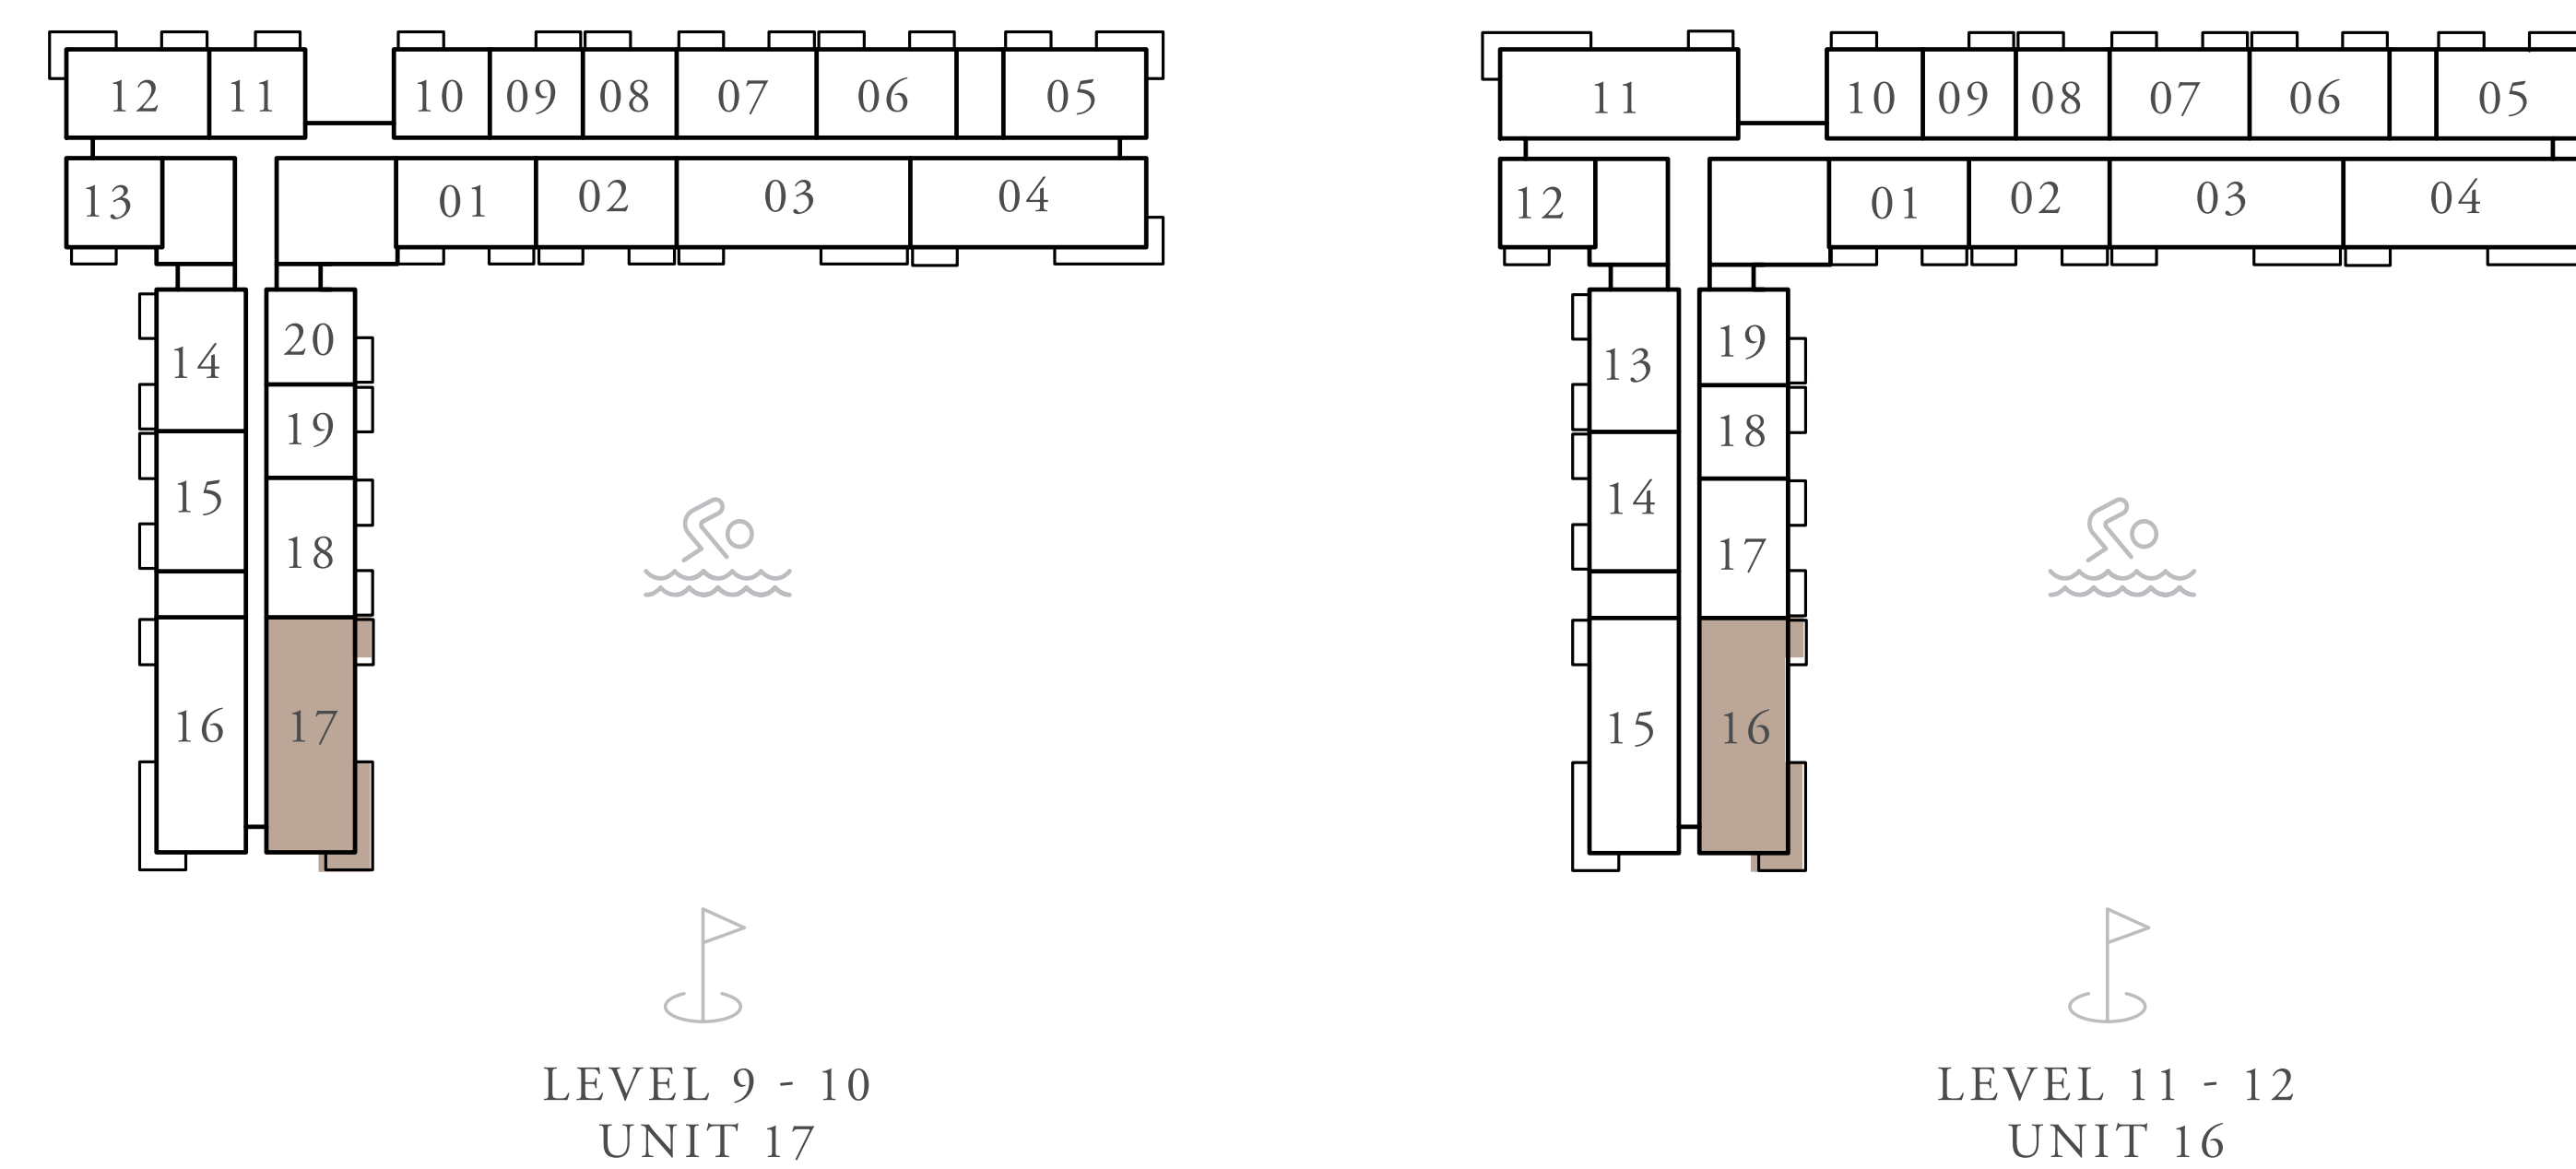 12 11 10 09 08 07 06 05
13 01 02 03 04
14 20
19
15
18
16 17
LEVEL 9 - 10
UNIT 17
11 10 09 08 07 06 05
12 01 02 03 04
13 19
18
14
17
15 16
LEVEL 11 - 12
UNIT 16